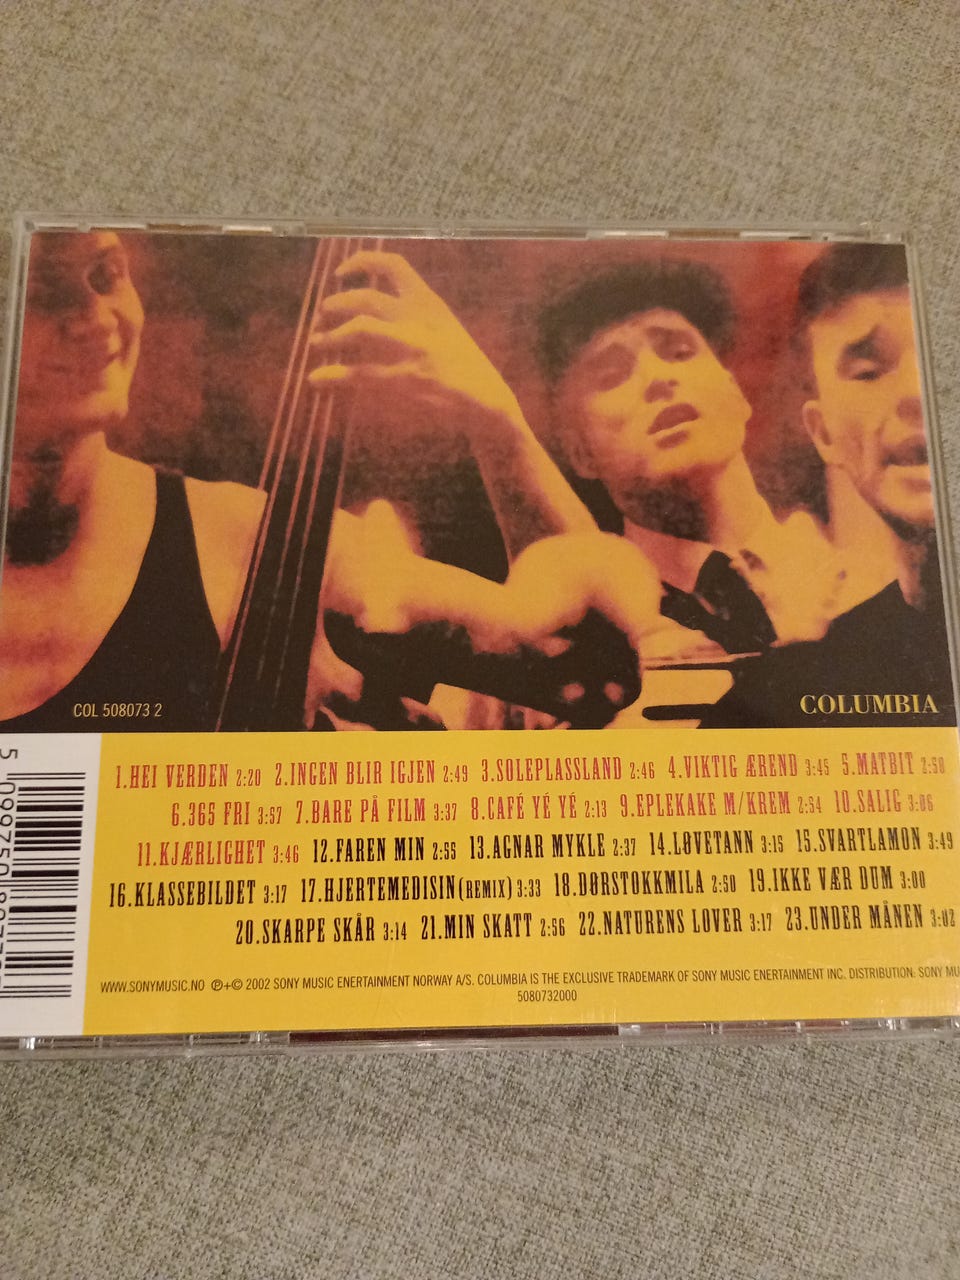 COL 508073 2
COLUMBIA
1.HEI VERDEN 2:20 2.INGEN BLIR IGJEN 2:49 3.SOLEPLASSLAND 2:46 4.VIKTIG ÆREND 3:45 5.MATBIT 2:50
6.365 FRI 3:57 7.BARE PÅ FILM 3:37 8.CAFÉ YÉ YÉ 2:13 9.EPLEKAKE M/KREM 2:54 10.SALIG 3:06
11.KJÆRLIGHET 3:46 12.FAREN MIN 2:55 13.AGNAR MYKLE 2:37 14.LØVETANN 3:15 15.SVARTLAMON 3:49
16.KLASSEBILDET 3:17 17.HJERTEMEDISIN(REMIX) 3:33 18.DØRSTOKKMILA 2:50 19.IKKE VÆR DUM 3:00
20.SKARPE SKÅR 3:14 21.MIN SKATT 2:56 22.NATURENS LOVER 3:17 23.UNDER MÅNEN 3:02
WWW.SONYMUSIC.NO ℗+© 2002 SONY MUSIC ENERTAINMENT NORWAY A/S. COLUMBIA IS THE EXCLUSIVE TRADEMARK OF SONY MUSIC ENERTAINMENT INC. DISTRIBUTION: SONY
5080732000